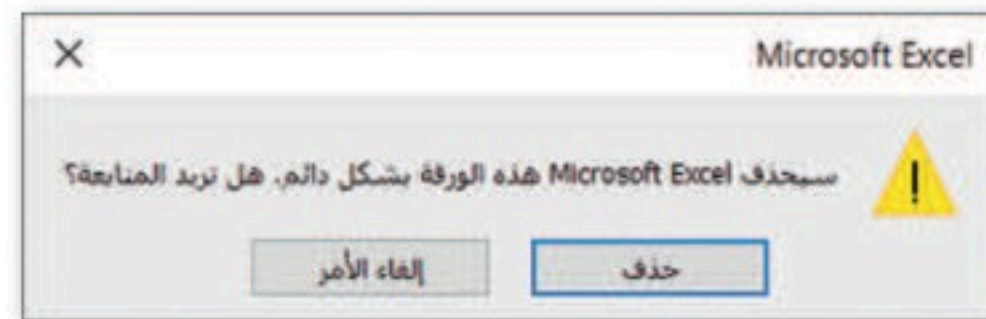 Microsoft Excel
سيحذف Microsoft Excel هذه الورقة بشكل دائم. هل تريد المتابعة؟
حذف
إلغاء الأمر